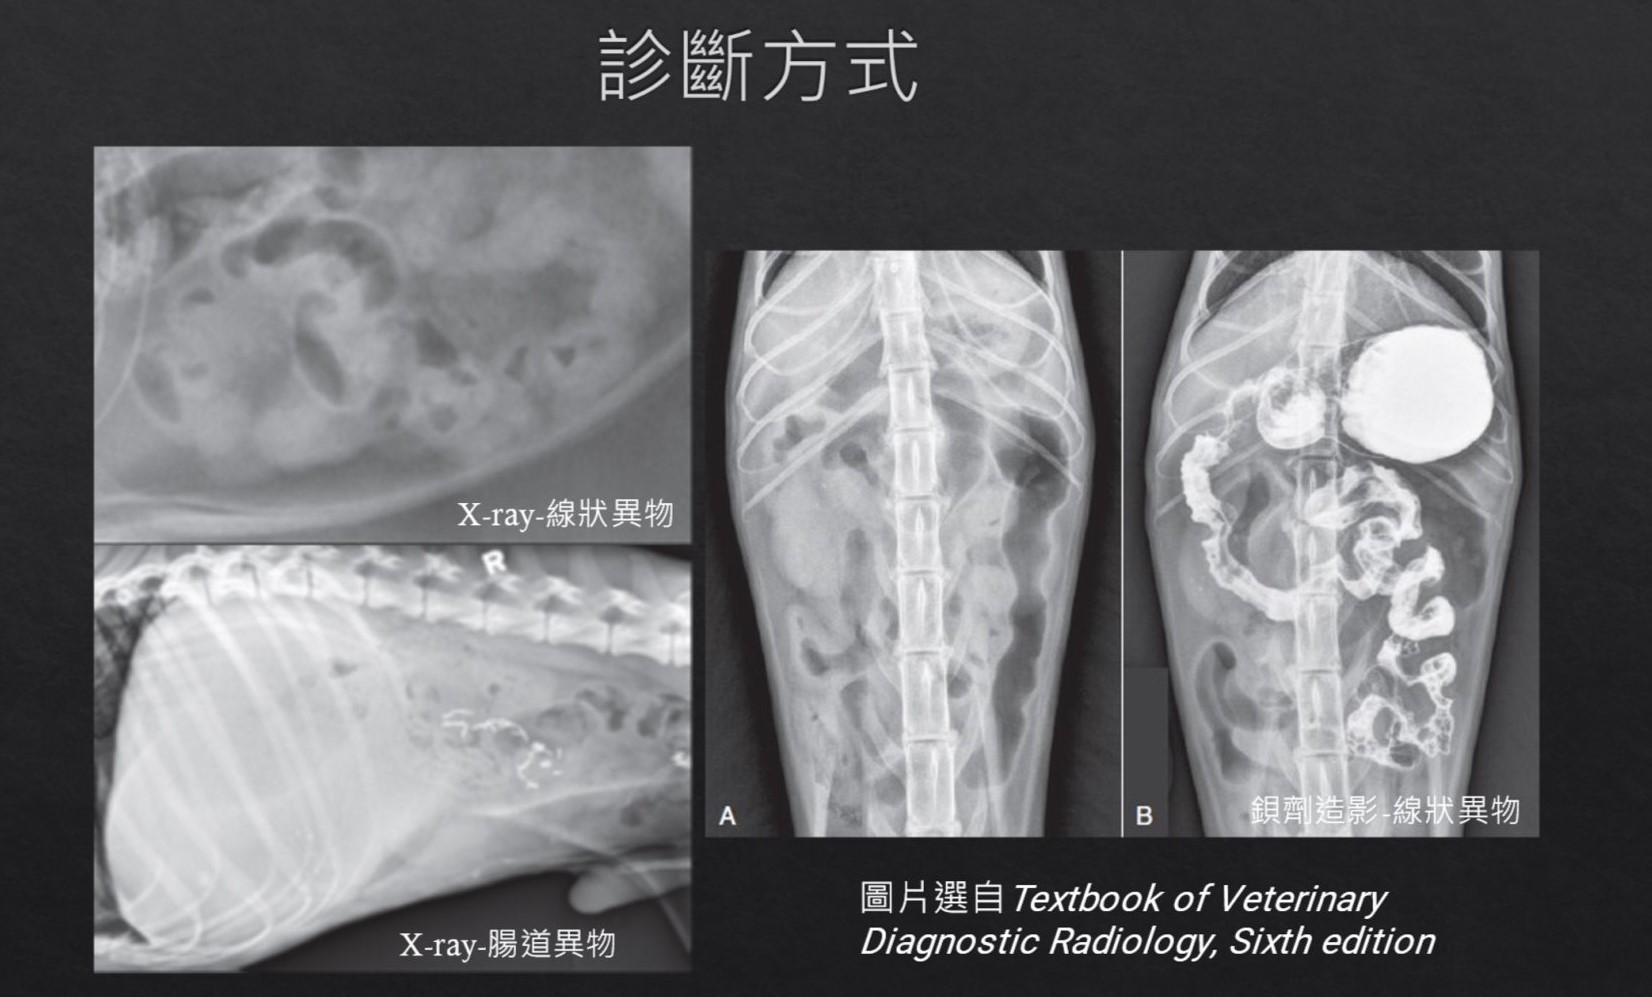 診斷方式
X-ray-線狀異物
R
X-ray-腸道異物
A
B
鋇劑造影-線狀異物
圖片選自Textbook of Veterinary
Diagnostic Radiology, Sixth edition